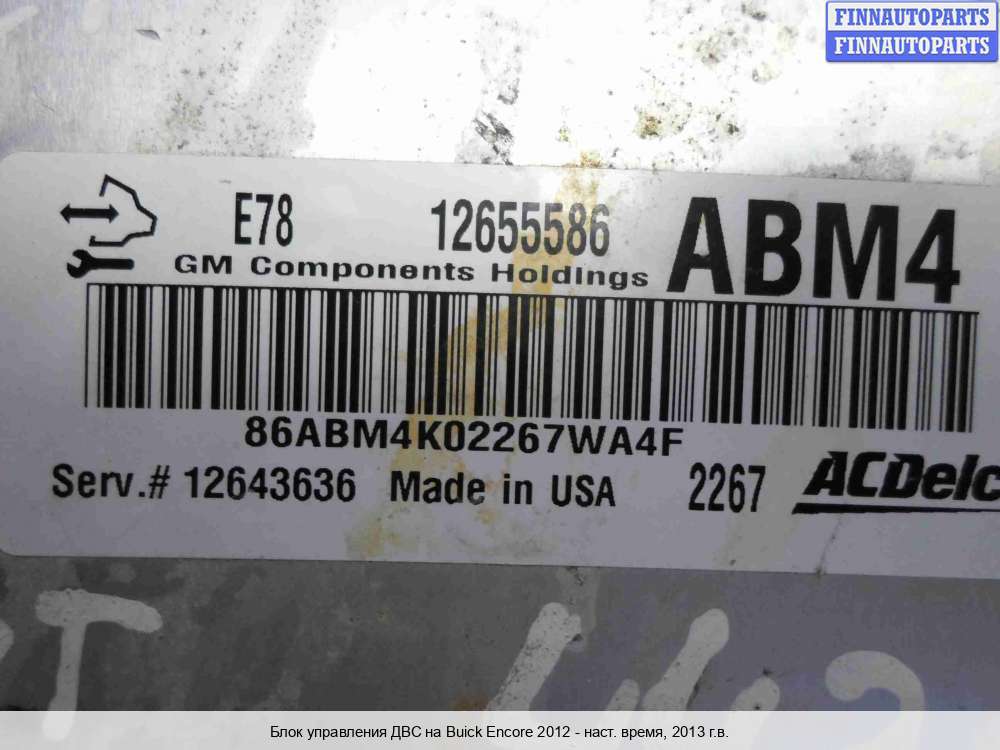 FINNAUTOPARTS
FINNAUTOPARTS
E78 12655586 ABM4
GM Components Holdings
86ABM4K02267WA4F
Serv.# 12643636 Made in USA 2267 ACDelc
Блок управления ДВС на Buick Encore 2012 - наст. время, 2013 г.в.